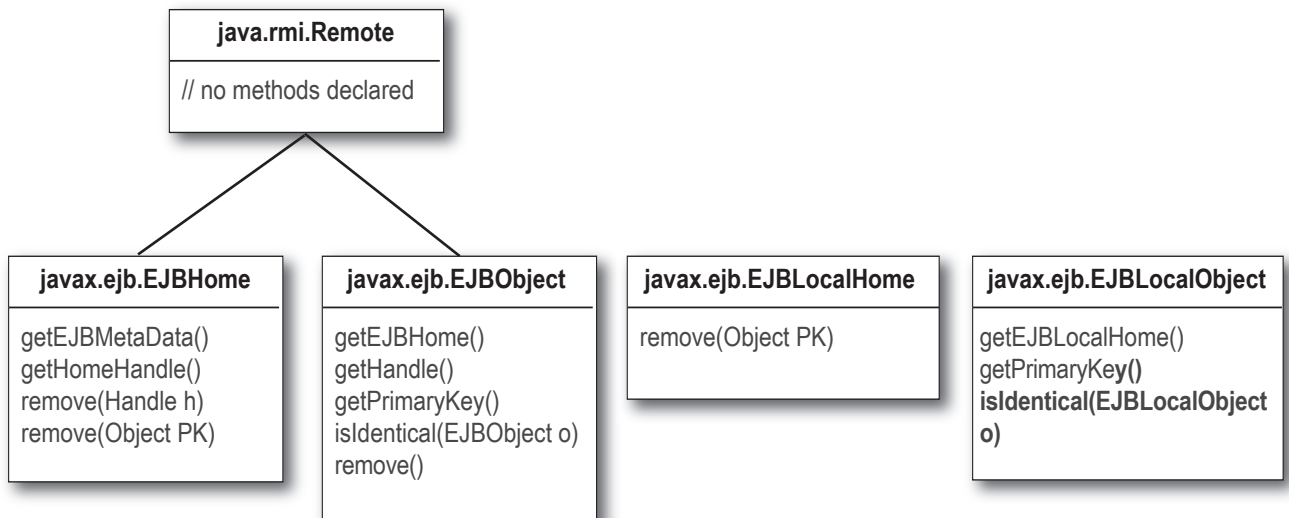 java.rmi.Remote
// no methods declared
javax.ejb.EJBHome
getEJBMetaData()
getHomeHandle()
remove(Handle h)
remove(Object PK)
javax.ejb.EJBObject
getEJBHome()
getHandle()
getPrimaryKey()
isIdentical(EJBObject o)
remove()
javax.ejb.EJBLocalHome
remove(Object PK)
javax.ejb.EJBLocalObject
getEJBLocalHome()
getPrimaryKey()
isIdentical(EJBLocalObject
o)